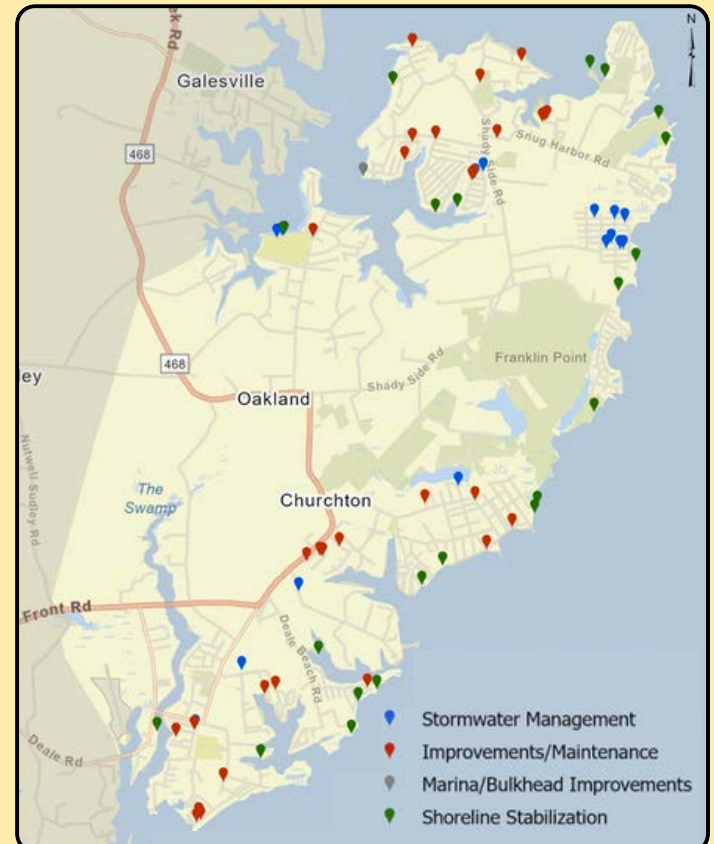 ak Rd
N
Galesville
468
Shady Side Rd
Snug Harbor Rd
468
Franklin Point
ey
Shady Side Rd
Oakland
Nutwell Sudley Rd
The
Swamp
Churchton
Front Rd
Deale Beach Rd
Deale Rd
Stormwater Management
Improvements/Maintenance
Marina/Bulkhead Improvements
Shoreline Stabilization